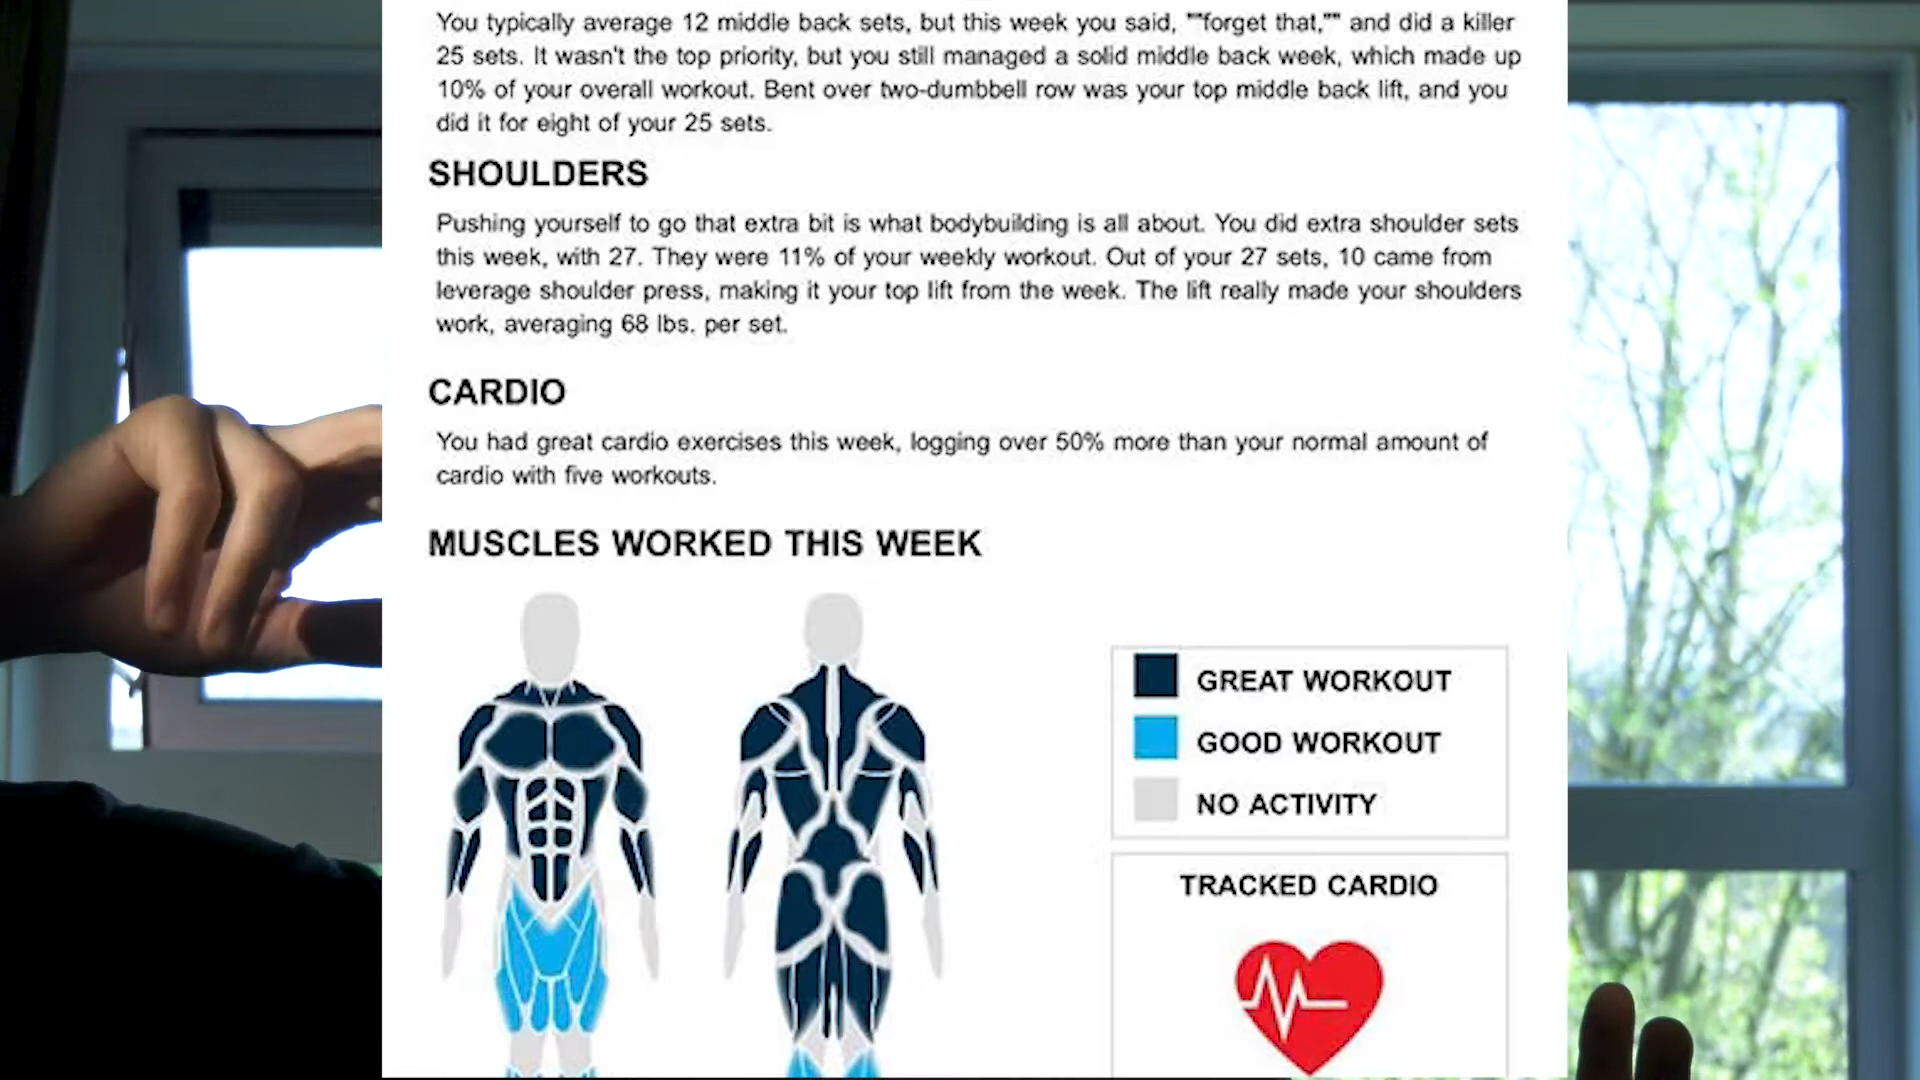 You typically average 12 middle back sets, but this week you said, ""forget that,"" and did a killer
25 sets. It wasn't the top priority, but you still managed a solid middle back week, which made up
10% of your overall workout. Bent over two-dumbbell row was your top middle back lift, and you
did it for eight of your 25 sets.
SHOULDERS
Pushing yourself to go that extra bit is what bodybuilding is all about. You did extra shoulder sets
this week, with 27. They were 11% of your weekly workout. Out of your 27 sets, 10 came from
leverage shoulder press, making it your top lift from the week. The lift really made your shoulders
work, averaging 68 lbs. per set.
CARDIO
You had great cardio exercises this week, logging over 50% more than your normal amount of
cardio with five workouts.
MUSCLES WORKED THIS WEEK
GREAT WORKOUT
GOOD WORKOUT
NO ACTIVITY
TRACKED CARDIO